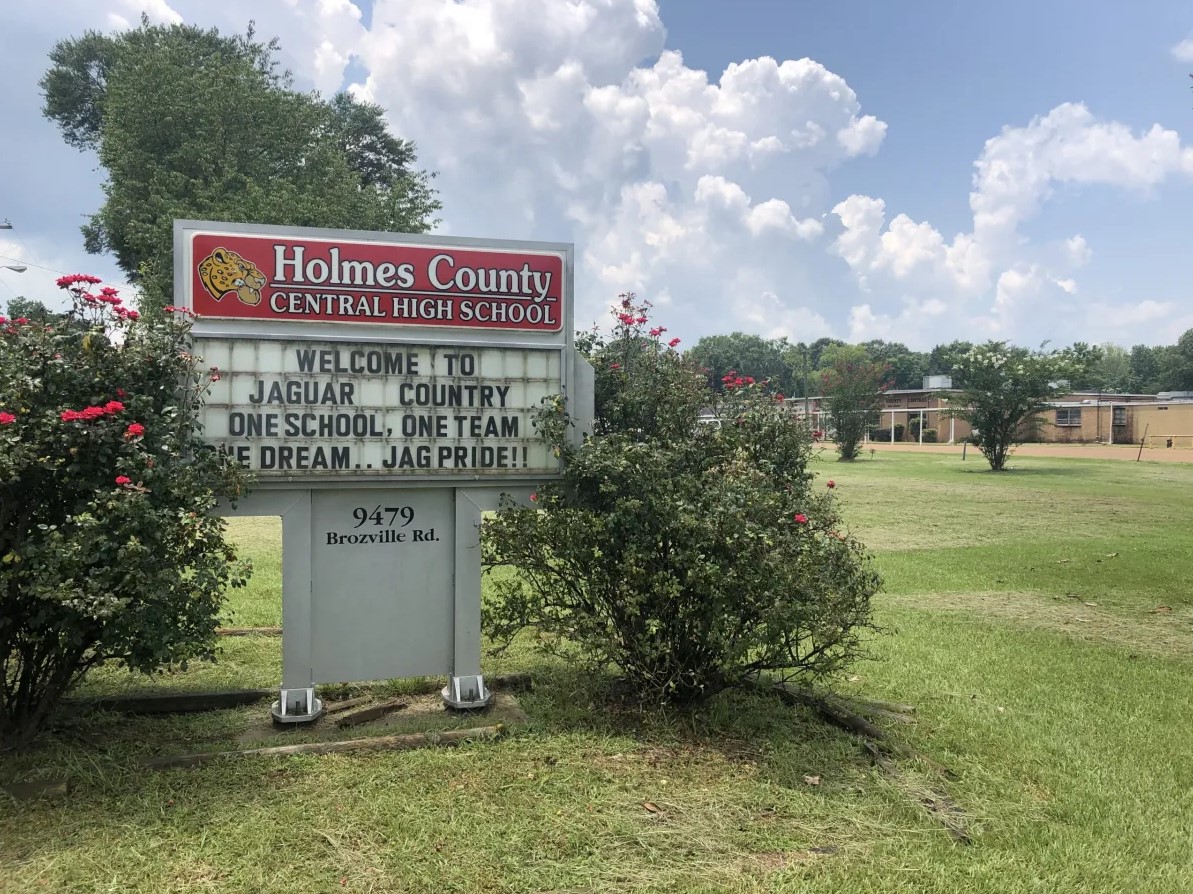 Holmes County
CENTRAL HIGH SCHOOL
WELCOME TO
JAGUAR COUNTRY
ONE SCHOOL, ONE TEAM
ONE DREAM.. JAG PRIDE!!
9479
Brozville Rd.